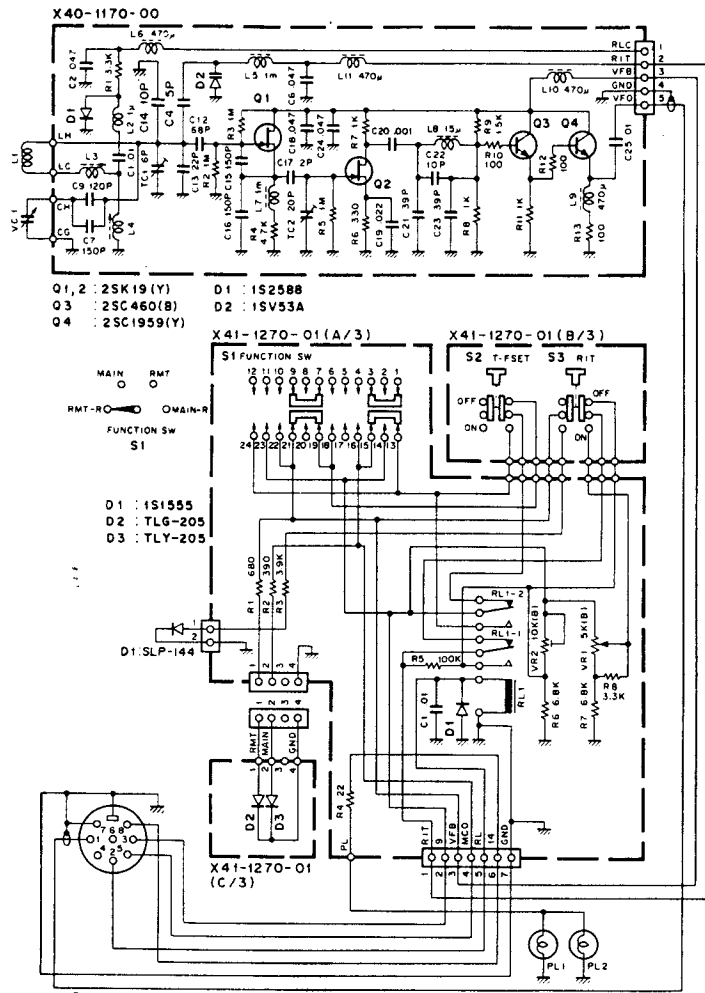 X40-1170-00
L6 470μ
C2 .047
R1 3.3K
D1
L2 1μ
C14 10P
C4 5P
D2
L5 1m
C6 .047
L11 470μ
L10 470μ
RLC 1
RIT 2
VFB 3
GND 4
VFO 5
Q1
C12 68P
R3 1M
C18 .047
C24 .047
R7 1K
C20 .001
L8 15μ
R9 15K
Q3
Q4
LH
LC
CH
CG
L1
VC1
L3
C1 .01
C9 120P
C7 150P
L4
TC1 6P
C13 22P
R2 1M
C15 150P
C16 150P
C17 2P
L7 1m
R4 4.7K
TC2 20P
R5 1M
Q2
R6 330
C19 .022
C22 10P
C21 39P
C23 39P
R10 100
R8 1K
R12 100
R11 1K
L9 470μ
R13 100
C25 .01
Q1,2 : 2SK19(Y)
D1 : 1S2588
Q3 : 2SC460(B)
D2 : 1SV53A
Q4 : 2SC1959(Y)
X41-1270-01(A/3)
X41-1270-01(B/3)
S1 FUNCTION SW
S2 T-FSET
S3 RIT
12 11 10 9 8 7 6 5 4 3 2 1
OFF
OFF
ON
ON
24 23 22 21 20 19 18 17 16 15 14 13
MAIN
RMT
RMT-R
MAIN-R
FUNCTION SW
S1
D1 : 1S1555
D2 : TLG-205
D3 : TLY-205
R1 680
R2 390
R3 3.9K
1
2
D1:SLP-144
1 2 3 4
1 2 3 4
RMT
MAIN
GND
1 2 3 4
D2
D3
X41-1270-01
(C/3)
RL1-2
RL1-1
R5 100K
C1 .01
D1
RL1
VR2 10K(B)
VR1 5K(B)
R6 6.8K
R7 6.8K
R8 3.3K
R4 22
PL
RIT
9
VFB
MCO
RL
14
GND
1 2 3 4 5 6 7
7 6 8
1 3
4 2 5
PL1
PL2